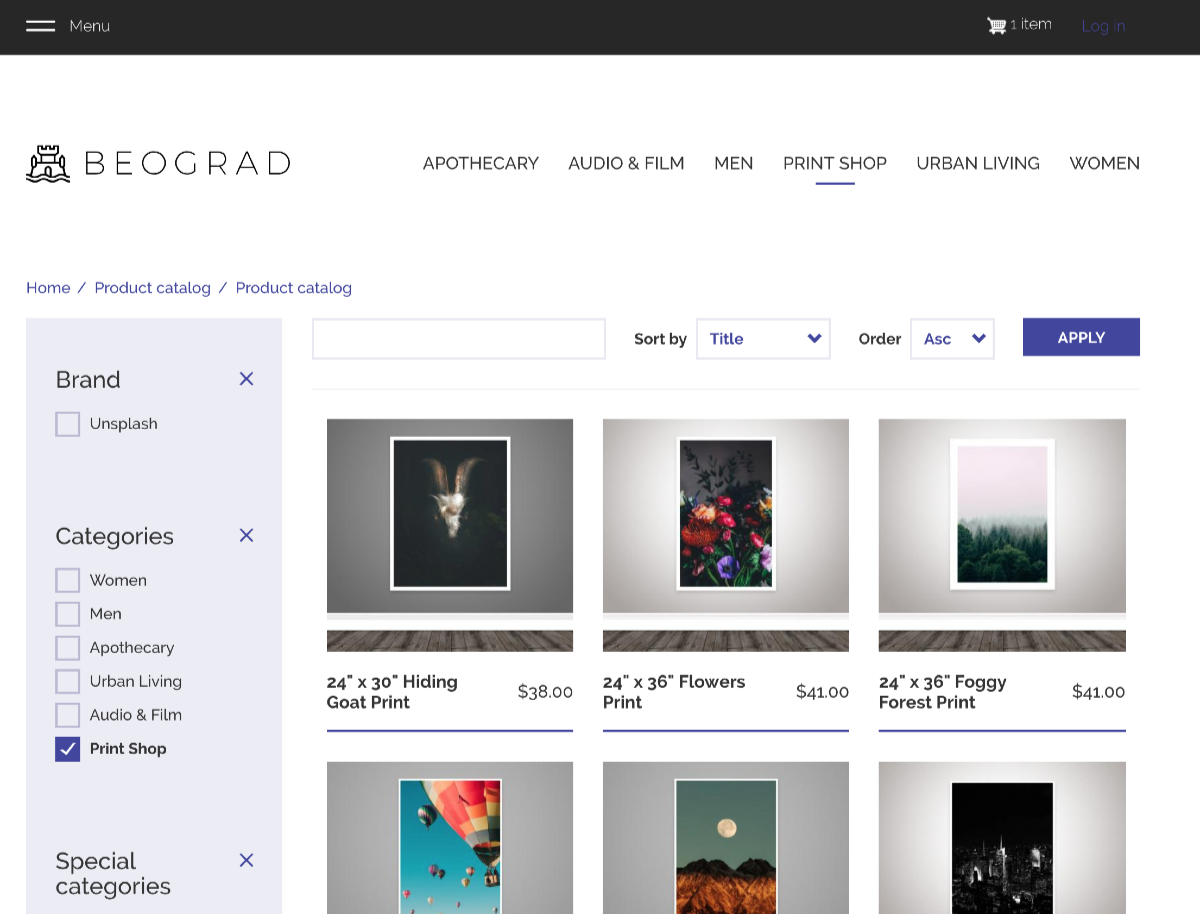 Menu
1 item
Log in
BEOGRAD
APOTHECARY
AUDIO & FILM
MEN
PRINT SHOP
URBAN LIVING
WOMEN
Home / Product catalog / Product catalog
Brand
Unsplash
Categories
Women
Men
Apothecary
Urban Living
Audio & Film
Print Shop
Special
categories
Sort by
Title
Order
Asc
APPLY
24" x 30" Hiding
Goat Print
$38.00
24" x 36" Flowers
Print
$41.00
24" x 36" Foggy
Forest Print
$41.00